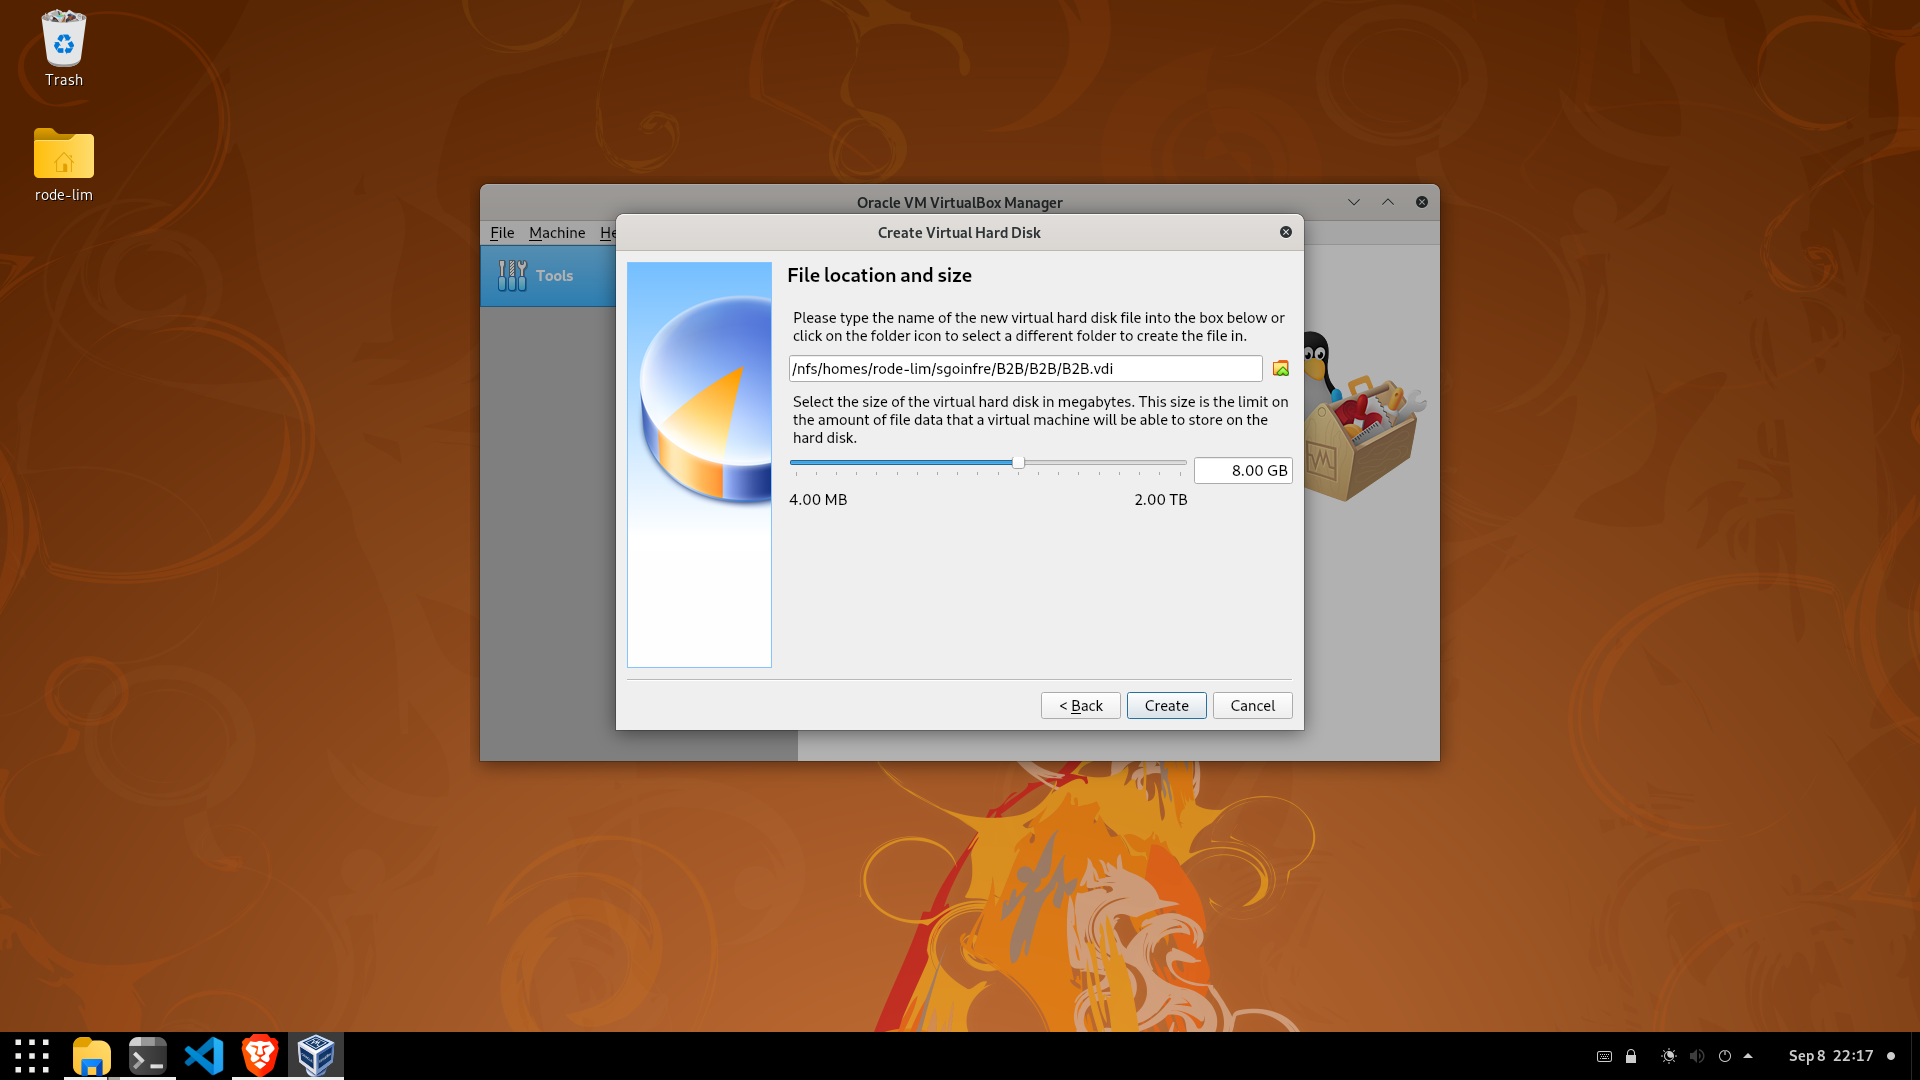 Trash
rode-lim
Oracle VM VirtualBox Manager
File Machine He
Create Virtual Hard Disk
Tools
File location and size
Please type the name of the new virtual hard disk file into the box below or
click on the folder icon to select a different folder to create the file in.
/nfs/homes/rode-lim/sgoinfre/B2B/B2B/B2B.vdi
Select the size of the virtual hard disk in megabytes. This size is the limit on
the amount of file data that a virtual machine will be able to store on the
hard disk.
8.00 GB
4.00 MB 2.00 TB
< Back Create Cancel
Sep 8 22:17